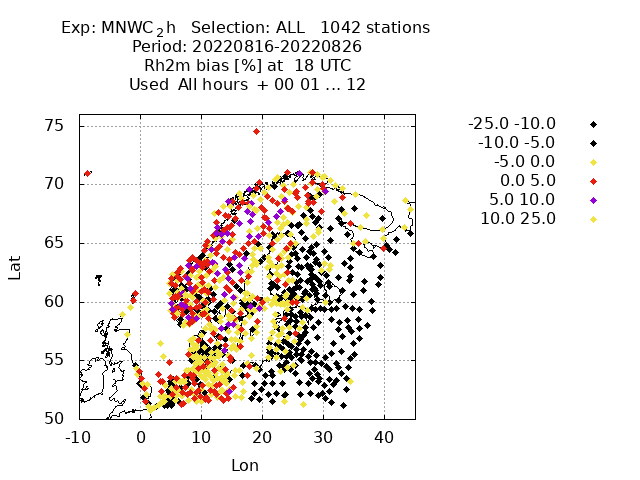 Exp: MNWC₂h Selection: ALL 1042 stations
Period: 20220816-20220826
Rh2m bias [%] at 18 UTC
Used All hours + 00 01 ... 12
-25.0 -10.0
-10.0 -5.0
-5.0 0.0
0.0 5.0
5.0 10.0
10.0 25.0
75
70
65
60
55
50
Lat
-10 0 10 20 30 40
Lon